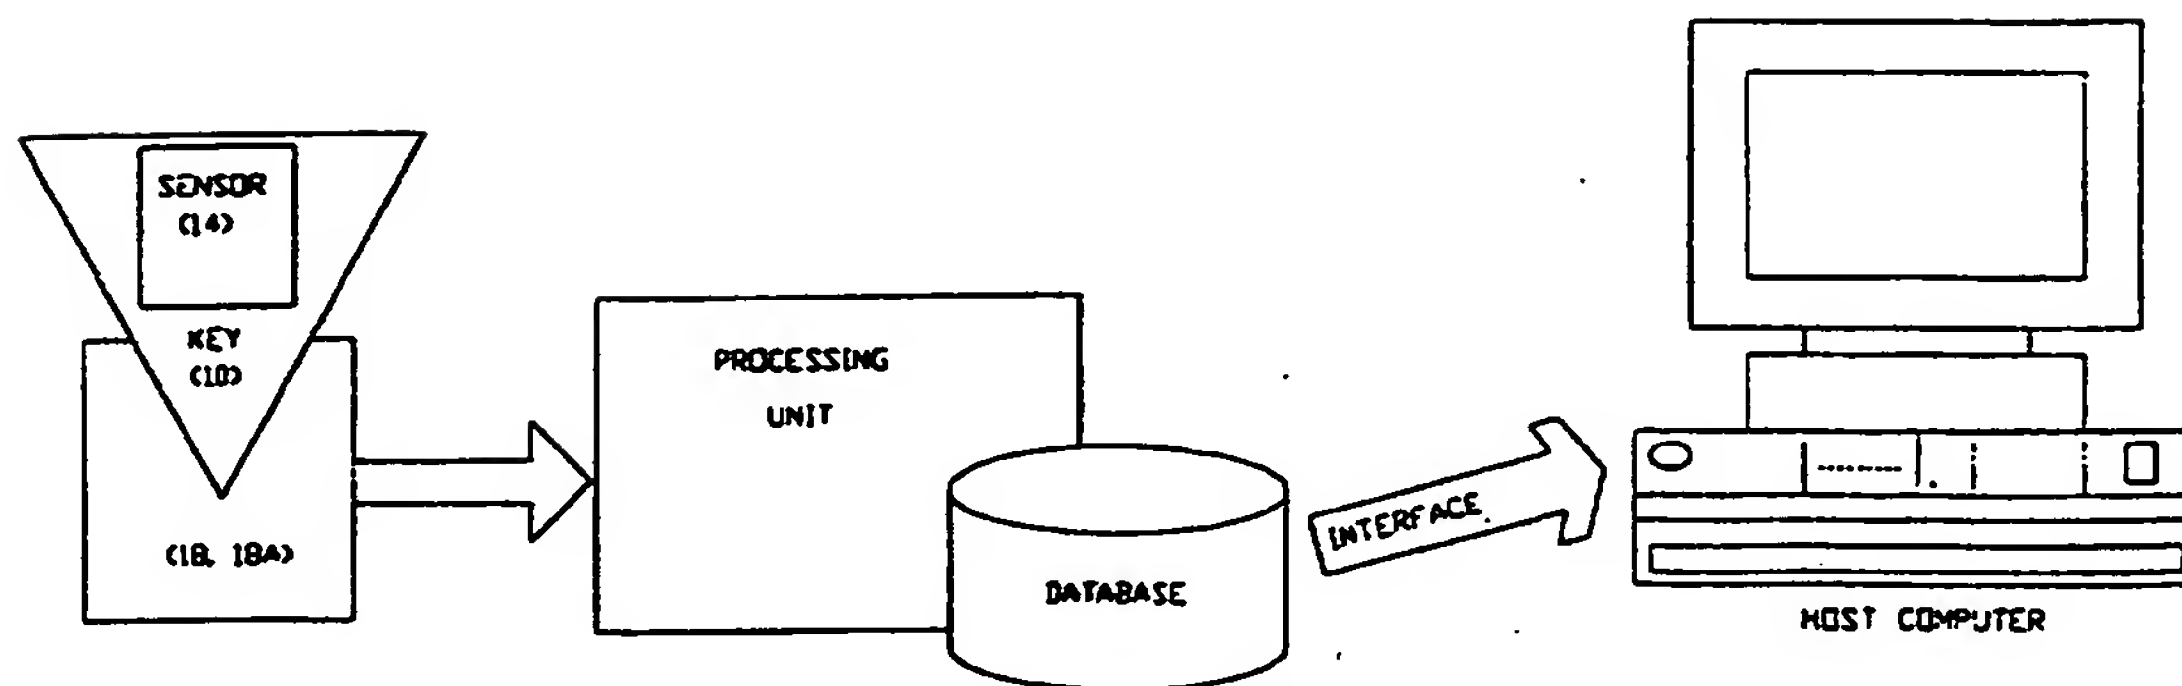 SENSOR
(14)
KEY
(10)
(18, 18A)
PROCESSING
UNIT
DATABASE
INTERFACE
HOST COMPUTER